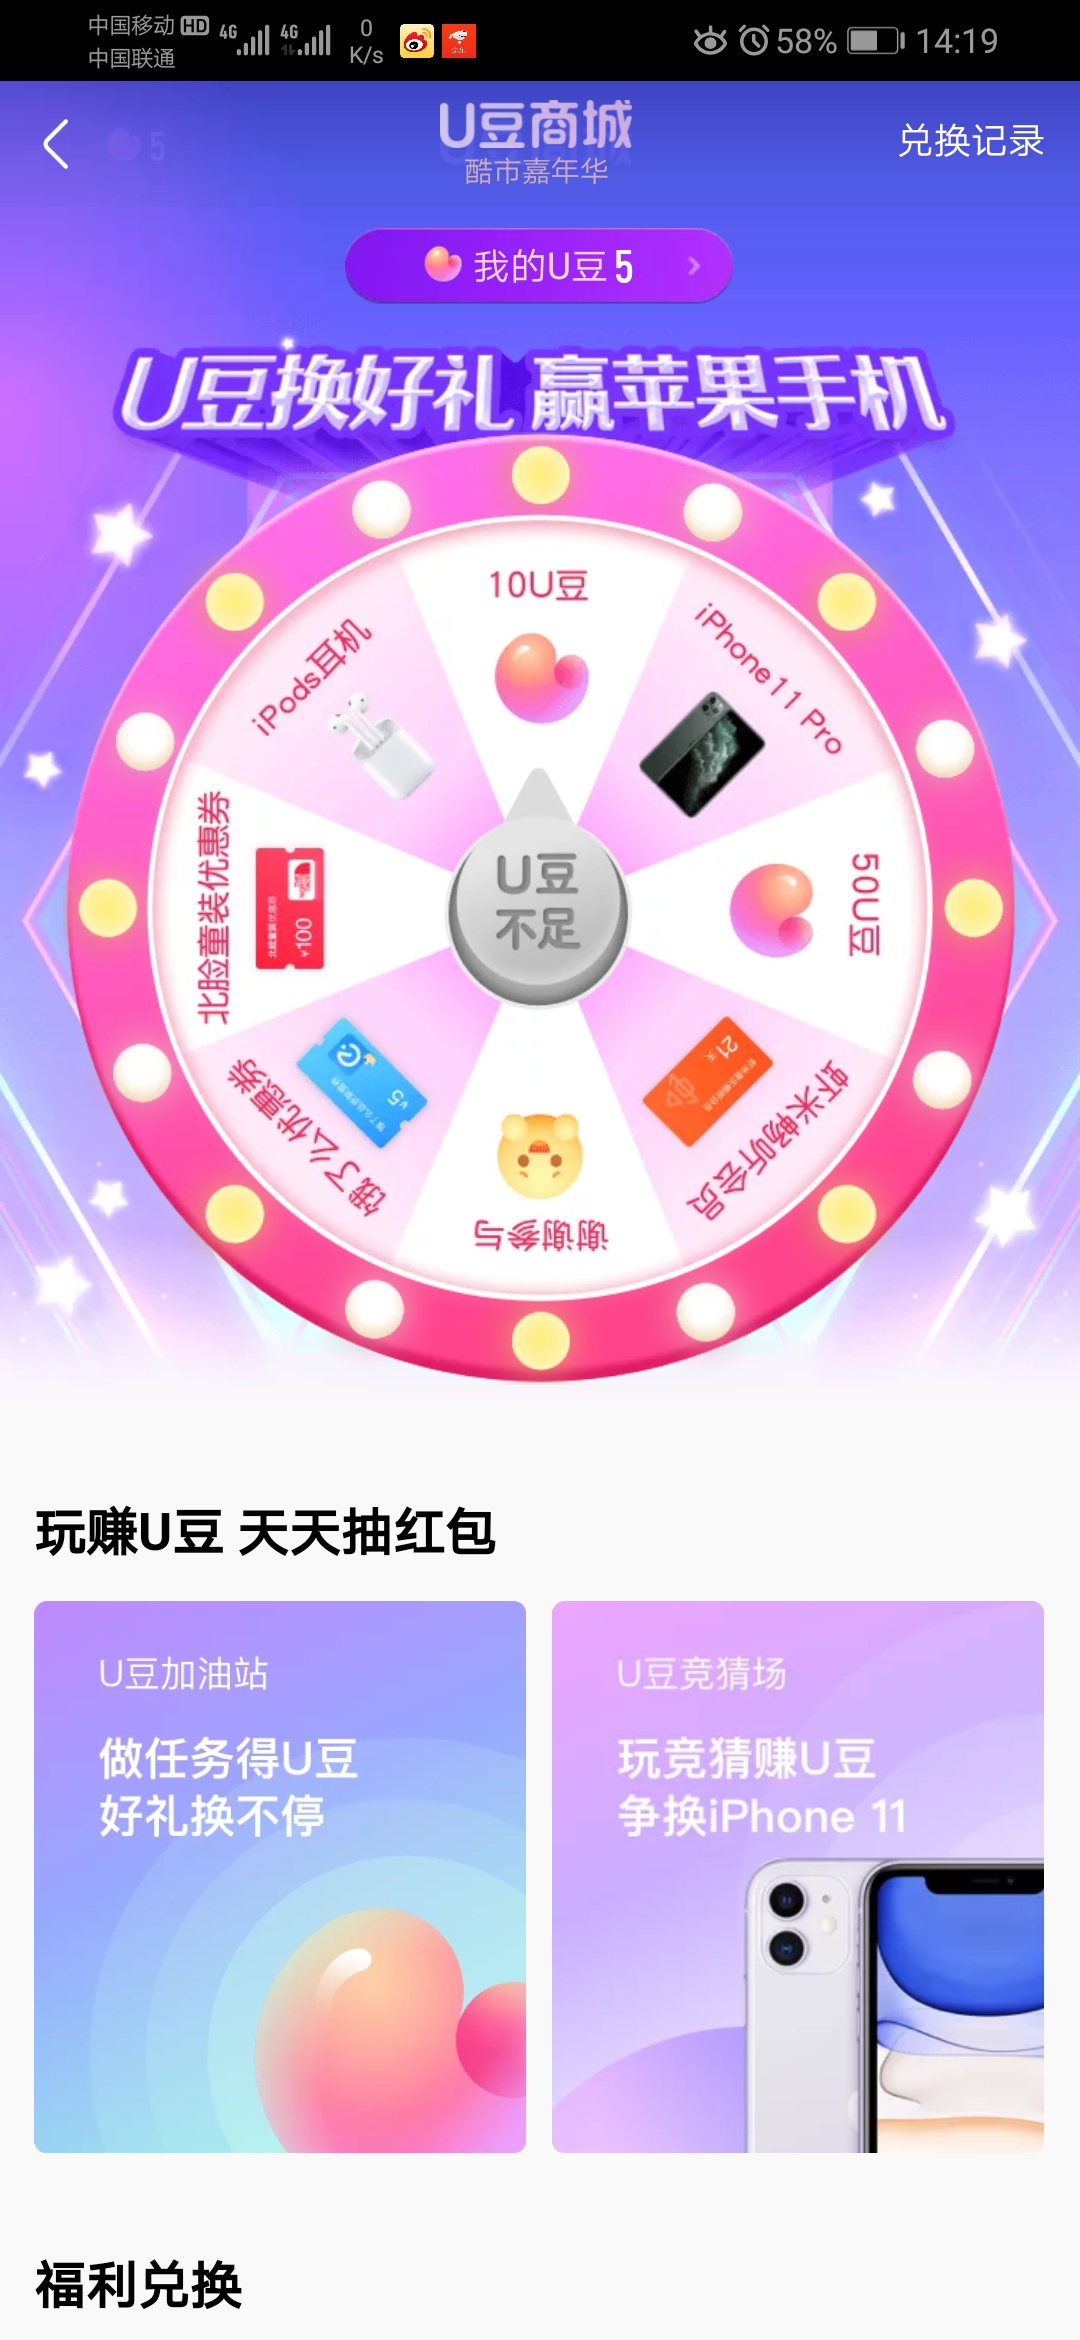 中国移动 HD 4G 4G 0 K/s 58% 14:19
中国联通
5
U豆商城
酷市嘉年华
兑换记录
我的U豆 5
U豆换好礼 赢苹果手机
10U豆
iPhone11 Pro
50U豆
虾米畅听会员
21天
谢谢参与
饿了么优惠券
¥5
北脸童装优惠券
¥100
iPods耳机
U豆
不足
玩赚U豆 天天抽红包
U豆加油站
做任务得U豆
好礼换不停
U豆竞猜场
玩竞猜赚U豆
争换iPhone 11
福利兑换